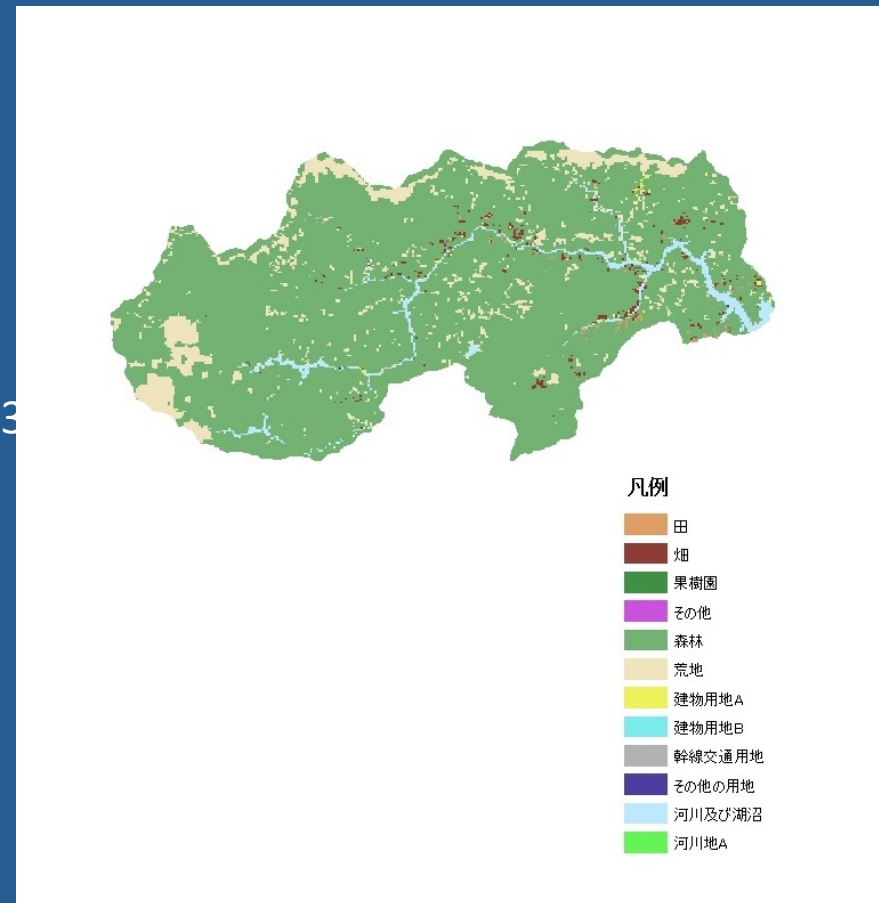 3
凡例
田
畑
果樹園
その他
森林
荒地
建物用地A
建物用地B
幹線交通用地
その他の用地
河川及び湖沼
河川地A